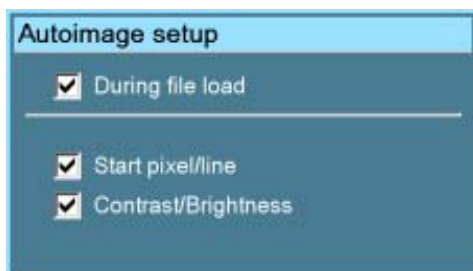 Autoimage setup
During file load
Start pixel/line
Contrast/Brightness